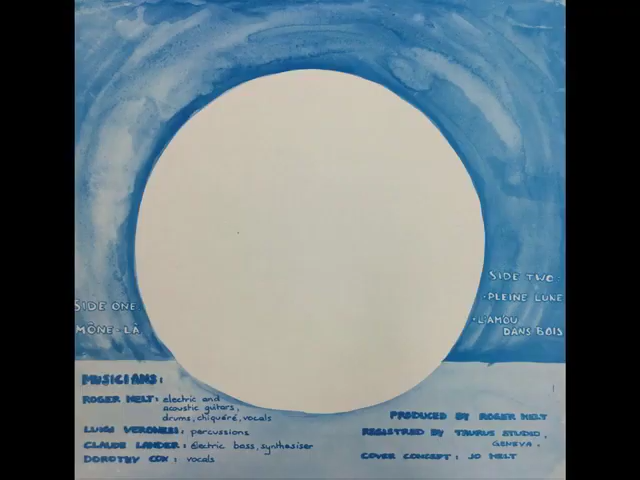 SIDE ONE
MÔNE-LÀ
SIDE TWO:
-PLEINE LUNE
-L'AMOU
DANS BOIS
MUSICIANS:
ROGER MELT: electric and
acoustic guitars,
drums, chiquéré, vocals
LUIGI VERONESI: percussions
CLAUDE LANDER: électric bass, synthesiser
DOROTHY COX: vocals
PRODUCED BY ROGER MELT
REGISTRED BY TAURUS STUDIO,
GENEVA.
COVER CONCEPT: JO MELT